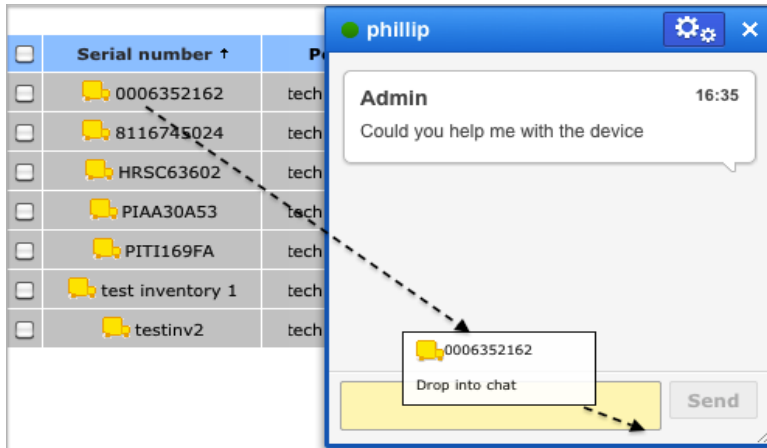 Serial number ↑ P
0006352162 tech
8116745024 tech
HRSC63602 tech
PIAA30A53 tech
PITI169FA tech
test inventory 1 tech
testinv2 tech
phillip ×
Admin 16:35
Could you help me with the device
0006352162
Drop into chat
Send